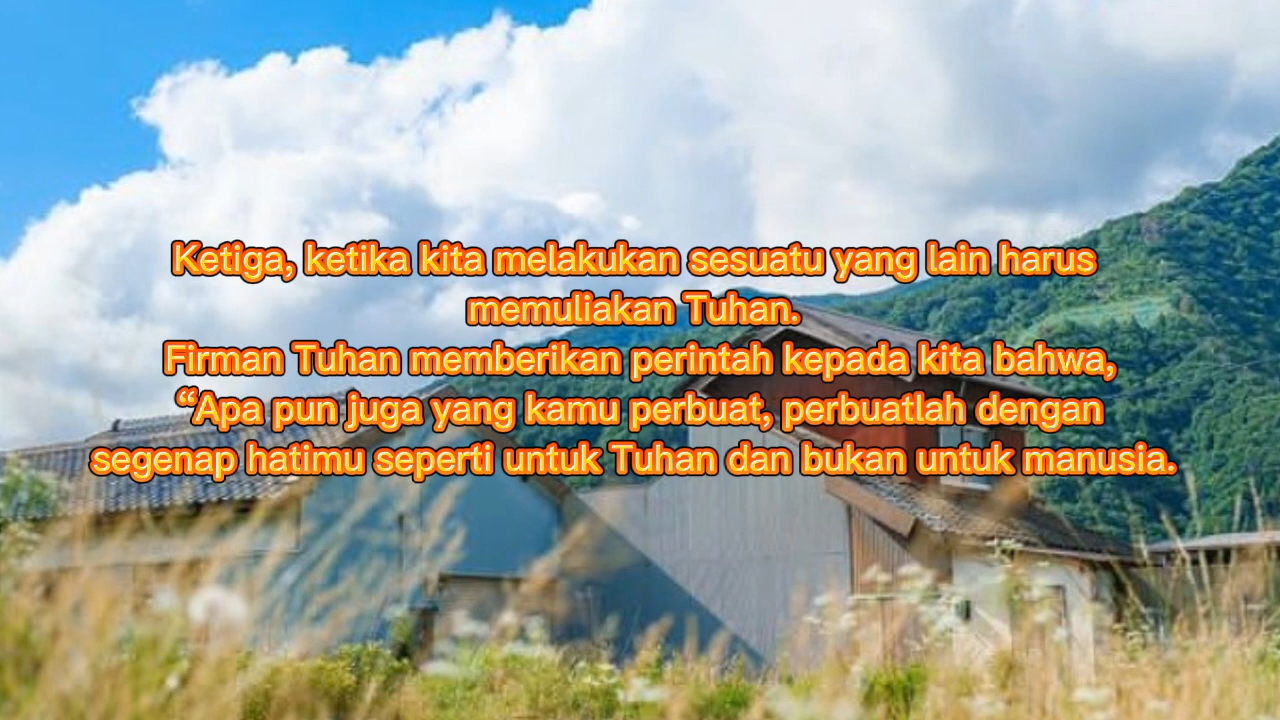 Ketiga, ketika kita melakukan sesuatu yang lain harus
memuliakan Tuhan.
Firman Tuhan memberikan perintah kepada kita bahwa,
“Apa pun juga yang kamu perbuat, perbuatlah dengan
segenap hatimu seperti untuk Tuhan dan bukan untuk manusia.